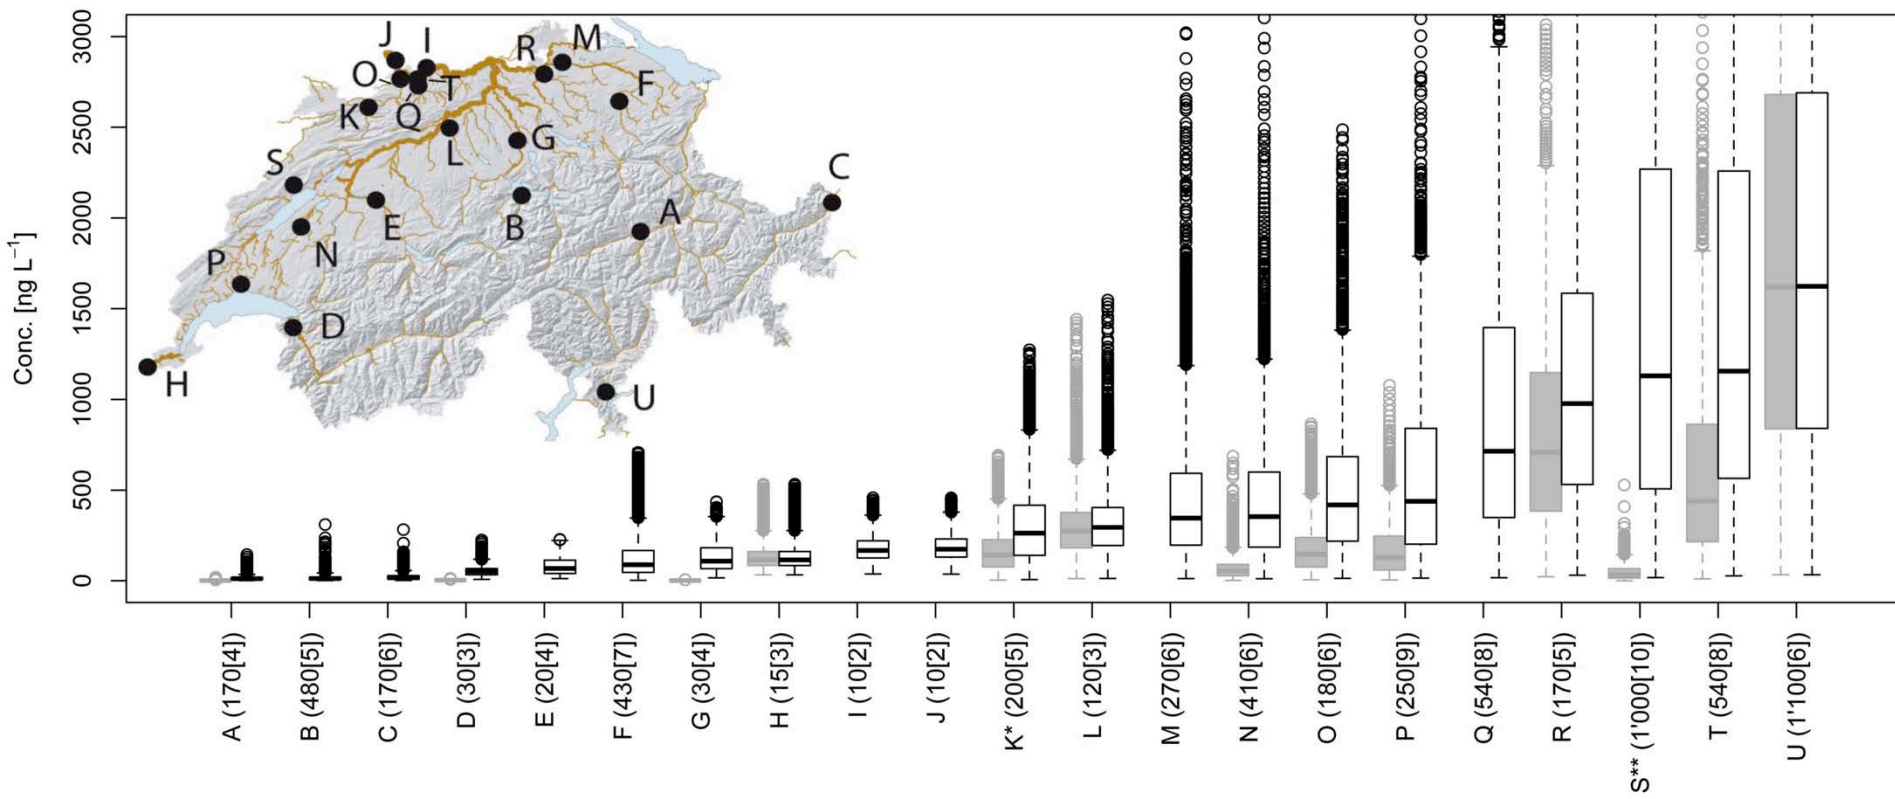 Conc. [ng L⁻¹]
3000
2500
2000
1500
1000
500
0
J
I
R
M
O
T
F
K
Q
G
L
S
C
A
B
E
N
P
D
H
U
A (170[4])
B (480[5])
C (170[6])
D (30[3])
E (20[4])
F (430[7])
G (30[4])
H (15[3])
I (10[2])
J (10[2])
K* (200[5])
L (120[3])
M (270[6])
N (410[6])
O (180[6])
P (250[9])
Q (540[8])
R (170[5])
S** (1'000[10])
T (540[8])
U (1'100[6])